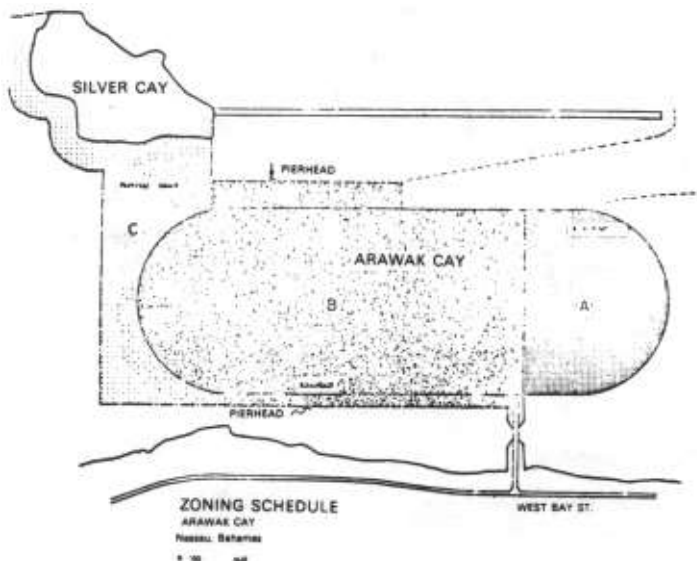 SILVER CAY
PIERHEAD
C
ARAWAK CAY
B
A
PIERHEAD
WEST BAY ST.
ZONING SCHEDULE
ARAWAK CAY
Nassau, Bahamas